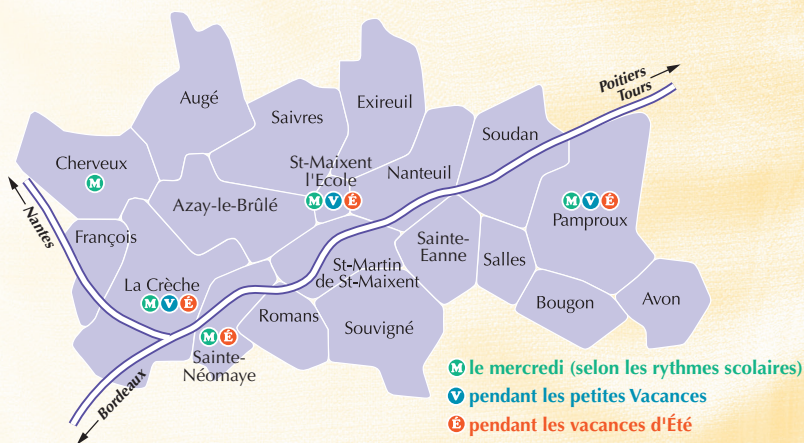 Augé
Saivres
Exireuil
Poitiers
Tours
Soudan
Cherveux
M
St-Maixent
l'Ecole
M V É
Nanteuil
Azay-le-Brûlé
M V É
Pamproux
Nantes
François
Sainte-
Eanne
Salles
St-Martin
de St-Maixent
La Crèche
M V É
Bougon
Avon
Romans
Souvigné
M É
Sainte-
Néomaye
Bordeaux
M le mercredi (selon les rythmes scolaires)
V pendant les petites Vacances
É pendant les vacances d'Été